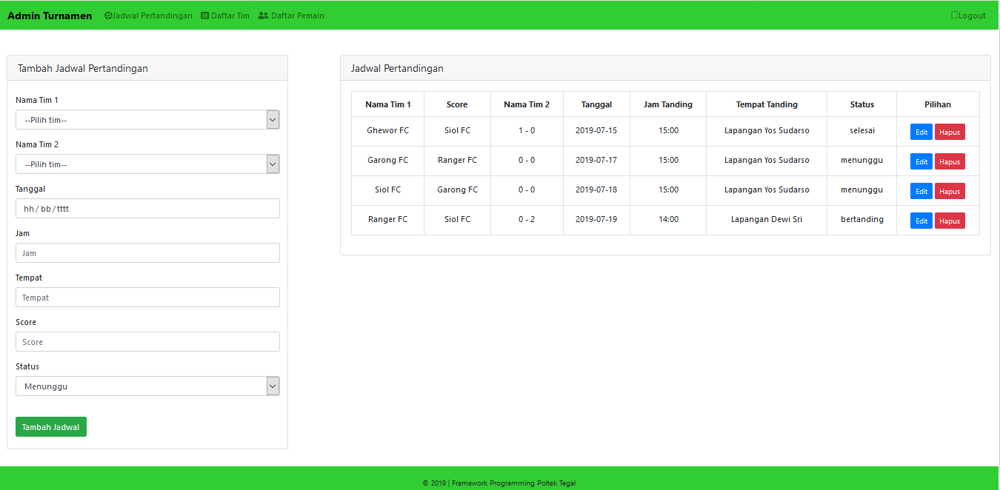 Admin Turnamen Jadwal Pertandingan Daftar Tim Daftar Pemain Logout
Tambah Jadwal Pertandingan
Nama Tim 1
--Pilih tim--
Nama Tim 2
--Pilih tim--
Tanggal
hh / bb / tttt
Jam
Jam
Tempat
Tempat
Score
Score
Status
Menunggu
Tambah Jadwal
Jadwal Pertandingan
Nama Tim 1 Score Nama Tim 2 Tanggal Jam Tanding Tempat Tanding Status Pilihan
Ghewor FC Siol FC 1 - 0 2019-07-15 15:00 Lapangan Yos Sudarso selesai Edit Hapus
Garong FC Ranger FC 0 - 0 2019-07-17 15:00 Lapangan Yos Sudarso menunggu Edit Hapus
Siol FC Garong FC 0 - 0 2019-07-18 15:00 Lapangan Yos Sudarso menunggu Edit Hapus
Ranger FC Siol FC 0 - 2 2019-07-19 14:00 Lapangan Dewi Sri bertanding Edit Hapus
© 2019 | Framework Programming Poltek Tegal